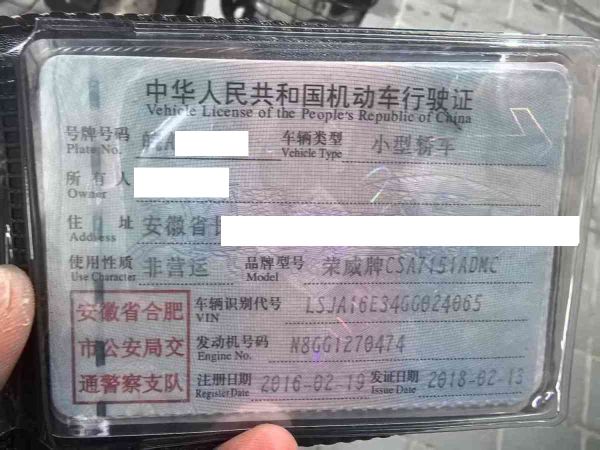 中华人民共和国机动车行驶证
Vehicle License of the People's Republic of China
号牌号码 车辆类型 小型轿车
Plate No. Vehicle Type
所有人
Owner
住址 安徽省长
Address
使用性质 非营运 品牌型号 荣威牌CSA7151ADMC
Use Character Model
安徽省合肥 车辆识别代号 LSJA16E34GG024065
VIN
市公安局交 发动机号码 N8GG1270474
Engine No.
通警察支队 注册日期 2016-02-19 发证日期 2018-02-13
Register Date Issue Date